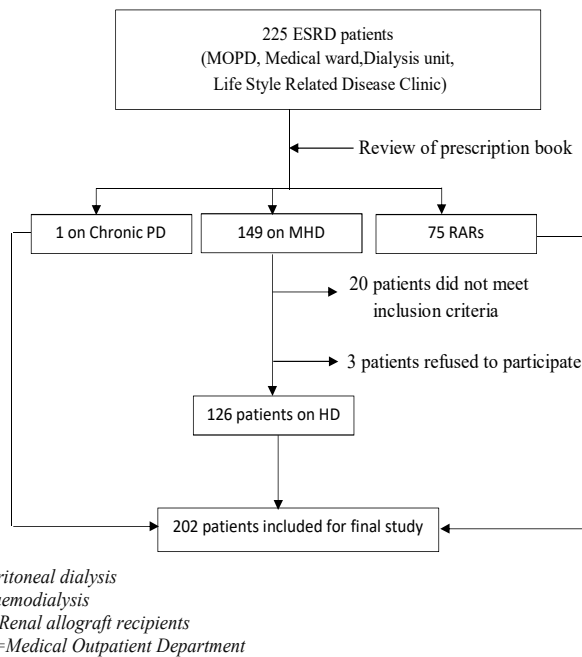 225 ESRD patients
(MOPD, Medical ward,Dialysis unit,
Life Style Related Disease Clinic)
Review of prescription book
1 on Chronic PD
149 on MHD
75 RARs
20 patients did not meet
inclusion criteria
3 patients refused to participate
126 patients on HD
202 patients included for final study
ritoneal dialysis
emodialysis
Renal allograft recipients
=Medical Outpatient Department